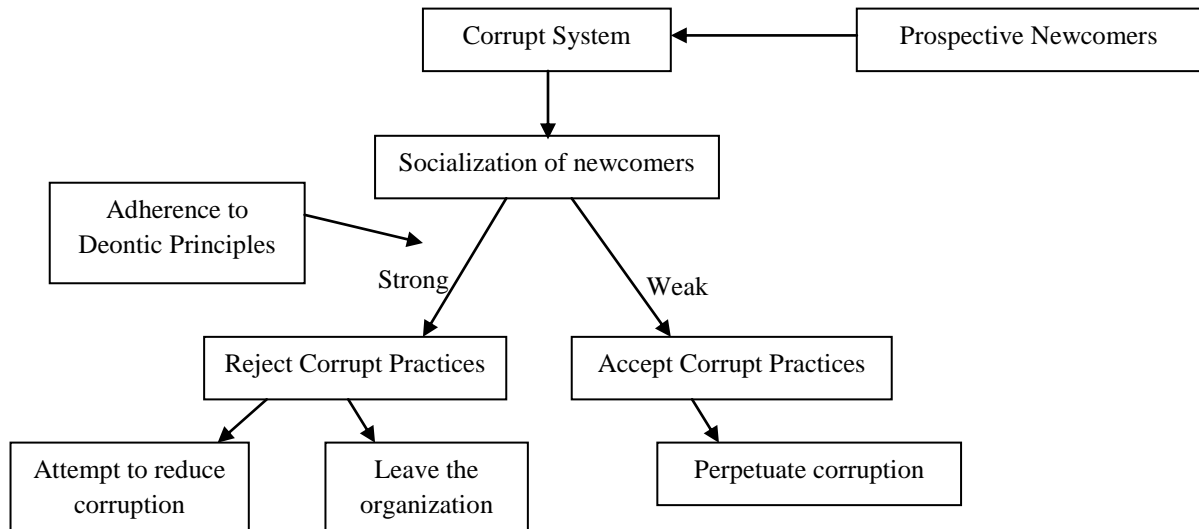 Corrupt System
Prospective Newcomers
Socialization of newcomers
Adherence to
Deontic Principles
Strong
Weak
Reject Corrupt Practices
Accept Corrupt Practices
Attempt to reduce
corruption
Leave the
organization
Perpetuate corruption